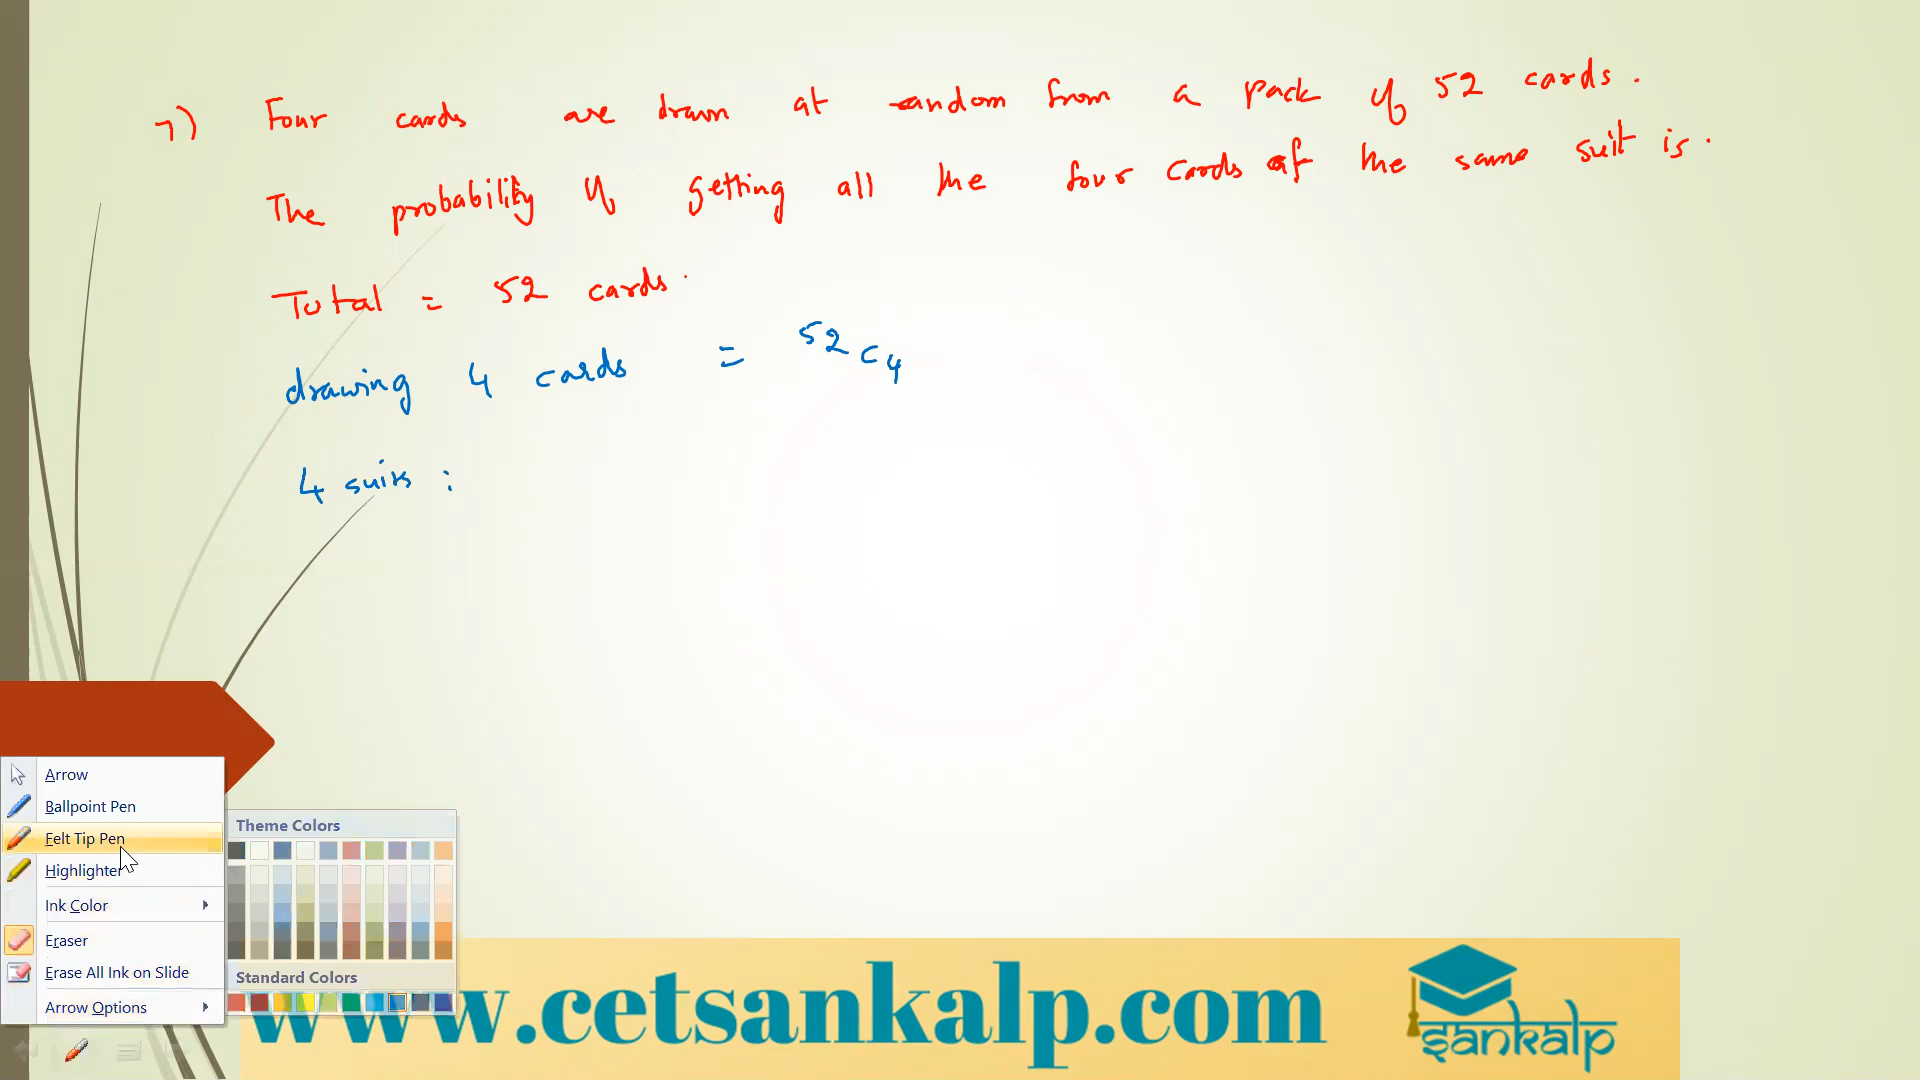 7) Four cards are drawn at random from a pack of 52 cards.
The probability of getting all the four cards of the same suit is.
Total = 52 cards.
drawing 4 cards = ⁵²C₄
4 suits :
Arrow
Ballpoint Pen
Felt Tip Pen
Highlighter
Ink Color
Eraser
Erase All Ink on Slide
Arrow Options
Theme Colors
Standard Colors
www.cetsankalp.com
sankalp